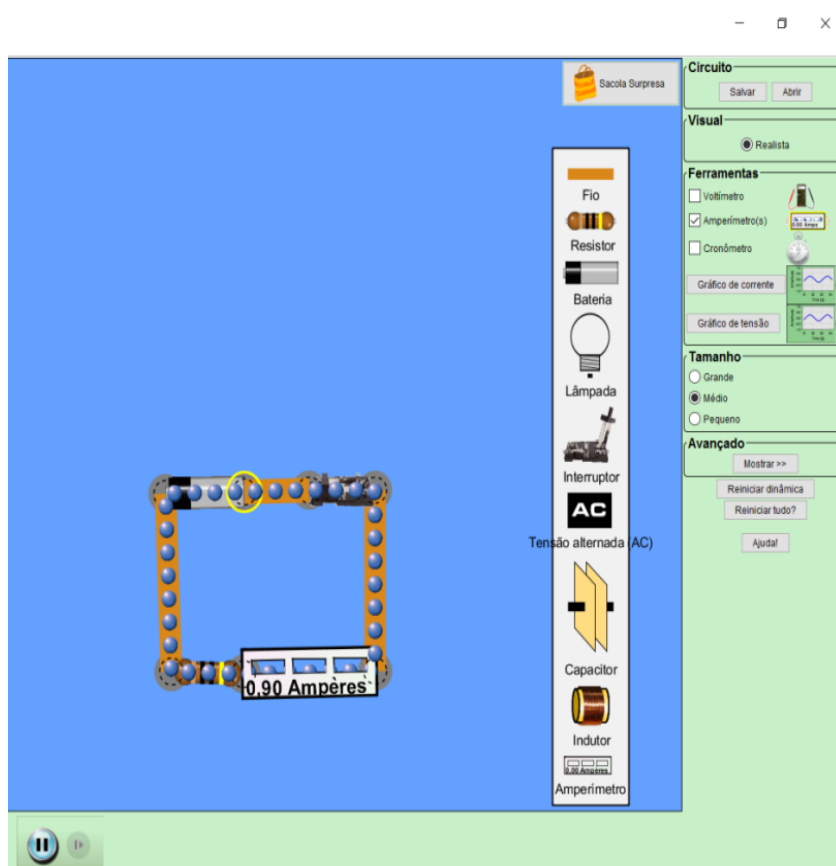 Sacola Surpresa
Circuito
Salvar
Abrir
Visual
Realista
Ferramentas
Voltímetro
Amperímetro(s)
Cronômetro
Gráfico de corrente
Gráfico de tensão
Tamanho
Grande
Médio
Pequeno
Avançado
Mostrar >>
Reiniciar dinâmica
Reiniciar tudo?
Ajuda!
Fio
Resistor
Bateria
Lâmpada
Interruptor
AC
Tensão alternada (AC)
Capacitor
Indutor
0,00 Ampères
Amperímetro
0,90 Ampères